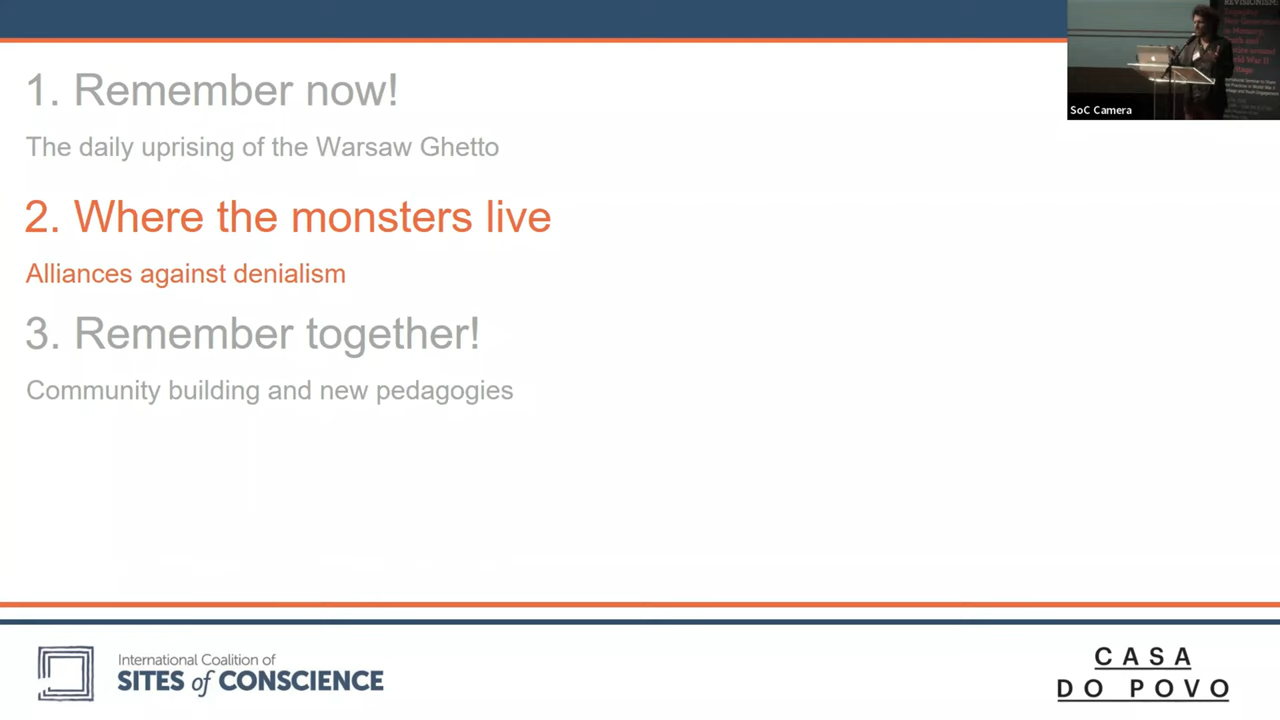 1. Remember now!
The daily uprising of the Warsaw Ghetto
2. Where the monsters live
Alliances against denialism
3. Remember together!
Community building and new pedagogies
REVISIONISM:
SoC Camera
International Coalition of
SITES of CONSCIENCE
CASA
DO POVO